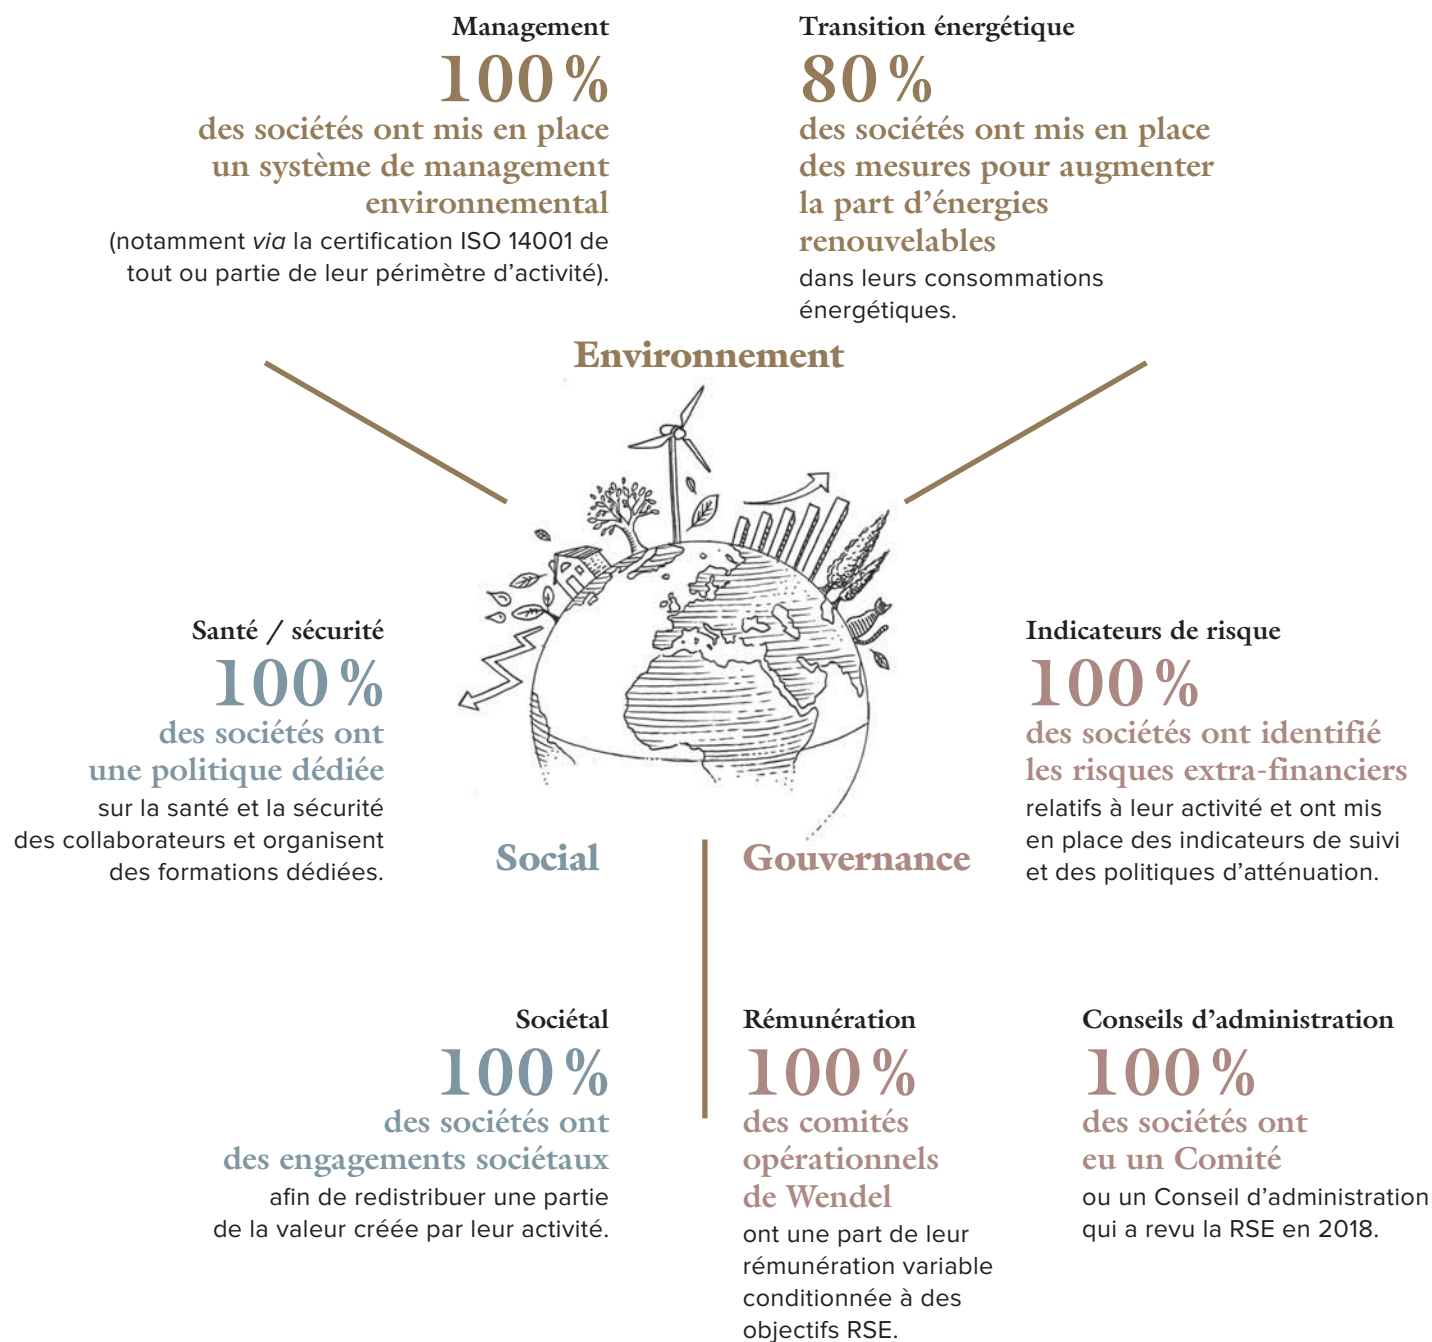 Management
100 %
des sociétés ont mis en place
un système de management
environnemental
(notamment via la certification ISO 14001 de
tout ou partie de leur périmètre d’activité).
Transition énergétique
80 %
des sociétés ont mis en place
des mesures pour augmenter
la part d’énergies
renouvelables
dans leurs consommations
énergétiques.
Environnement
Santé / sécurité
100 %
des sociétés ont
une politique dédiée
sur la santé et la sécurité
des collaborateurs et organisent
des formations dédiées.
Indicateurs de risque
100 %
des sociétés ont identifié
les risques extra-financiers
relatifs à leur activité et ont mis
en place des indicateurs de suivi
et des politiques d’atténuation.
Social
Gouvernance
Sociétal
100 %
des sociétés ont
des engagements sociétaux
afin de redistribuer une partie
de la valeur créée par leur activité.
Rémunération
100 %
des comités
opérationnels
de Wendel
ont une part de leur
rémunération variable
conditionnée à des
objectifs RSE.
Conseils d’administration
100 %
des sociétés ont
eu un Comité
ou un Conseil d’administration
qui a revu la RSE en 2018.